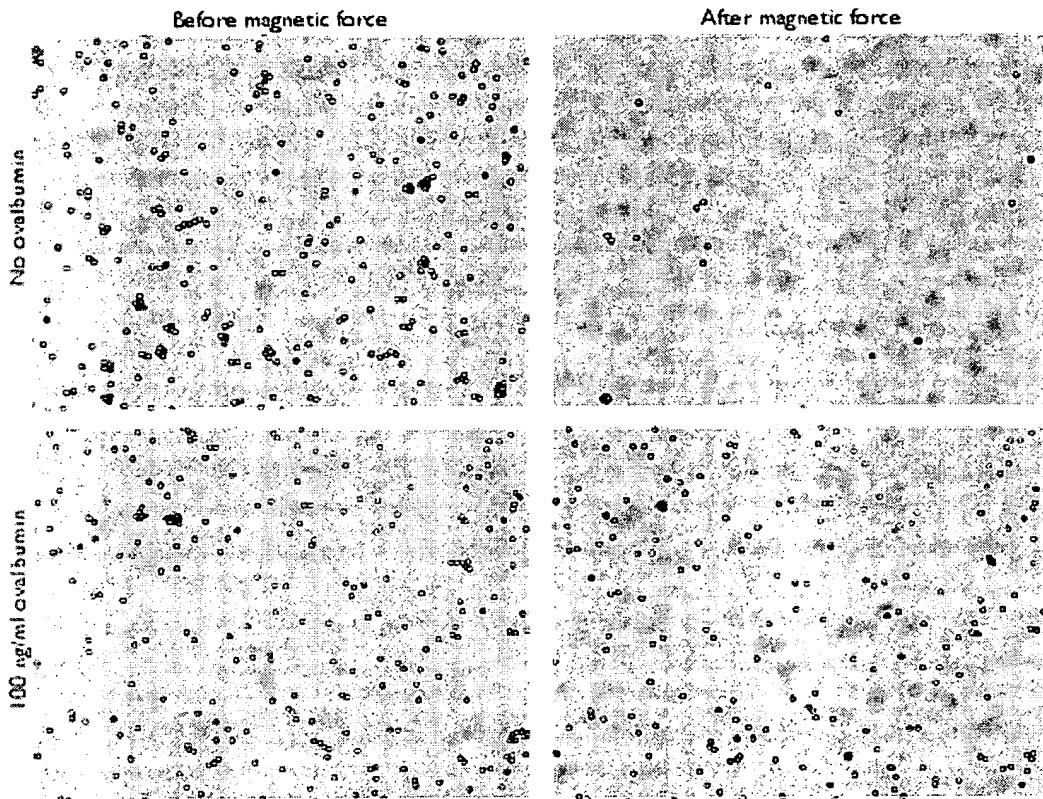 Before magnetic force
After magnetic force
No ovalbumin
100 ng/ml ovalbumin